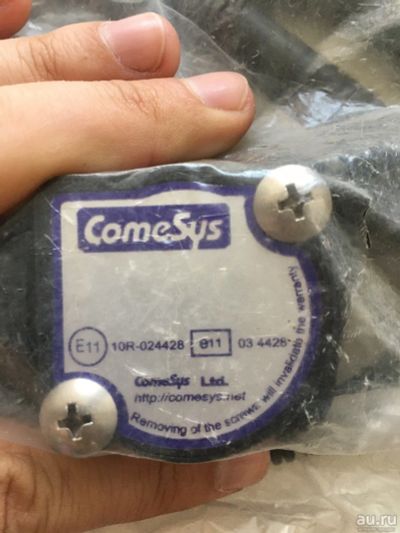 ComeSys
E11 10R-024428 e11 03 4428
ComeSys Ltd.
http://comesys.net
Removing of the screws will invalidate the warranty
au.ru